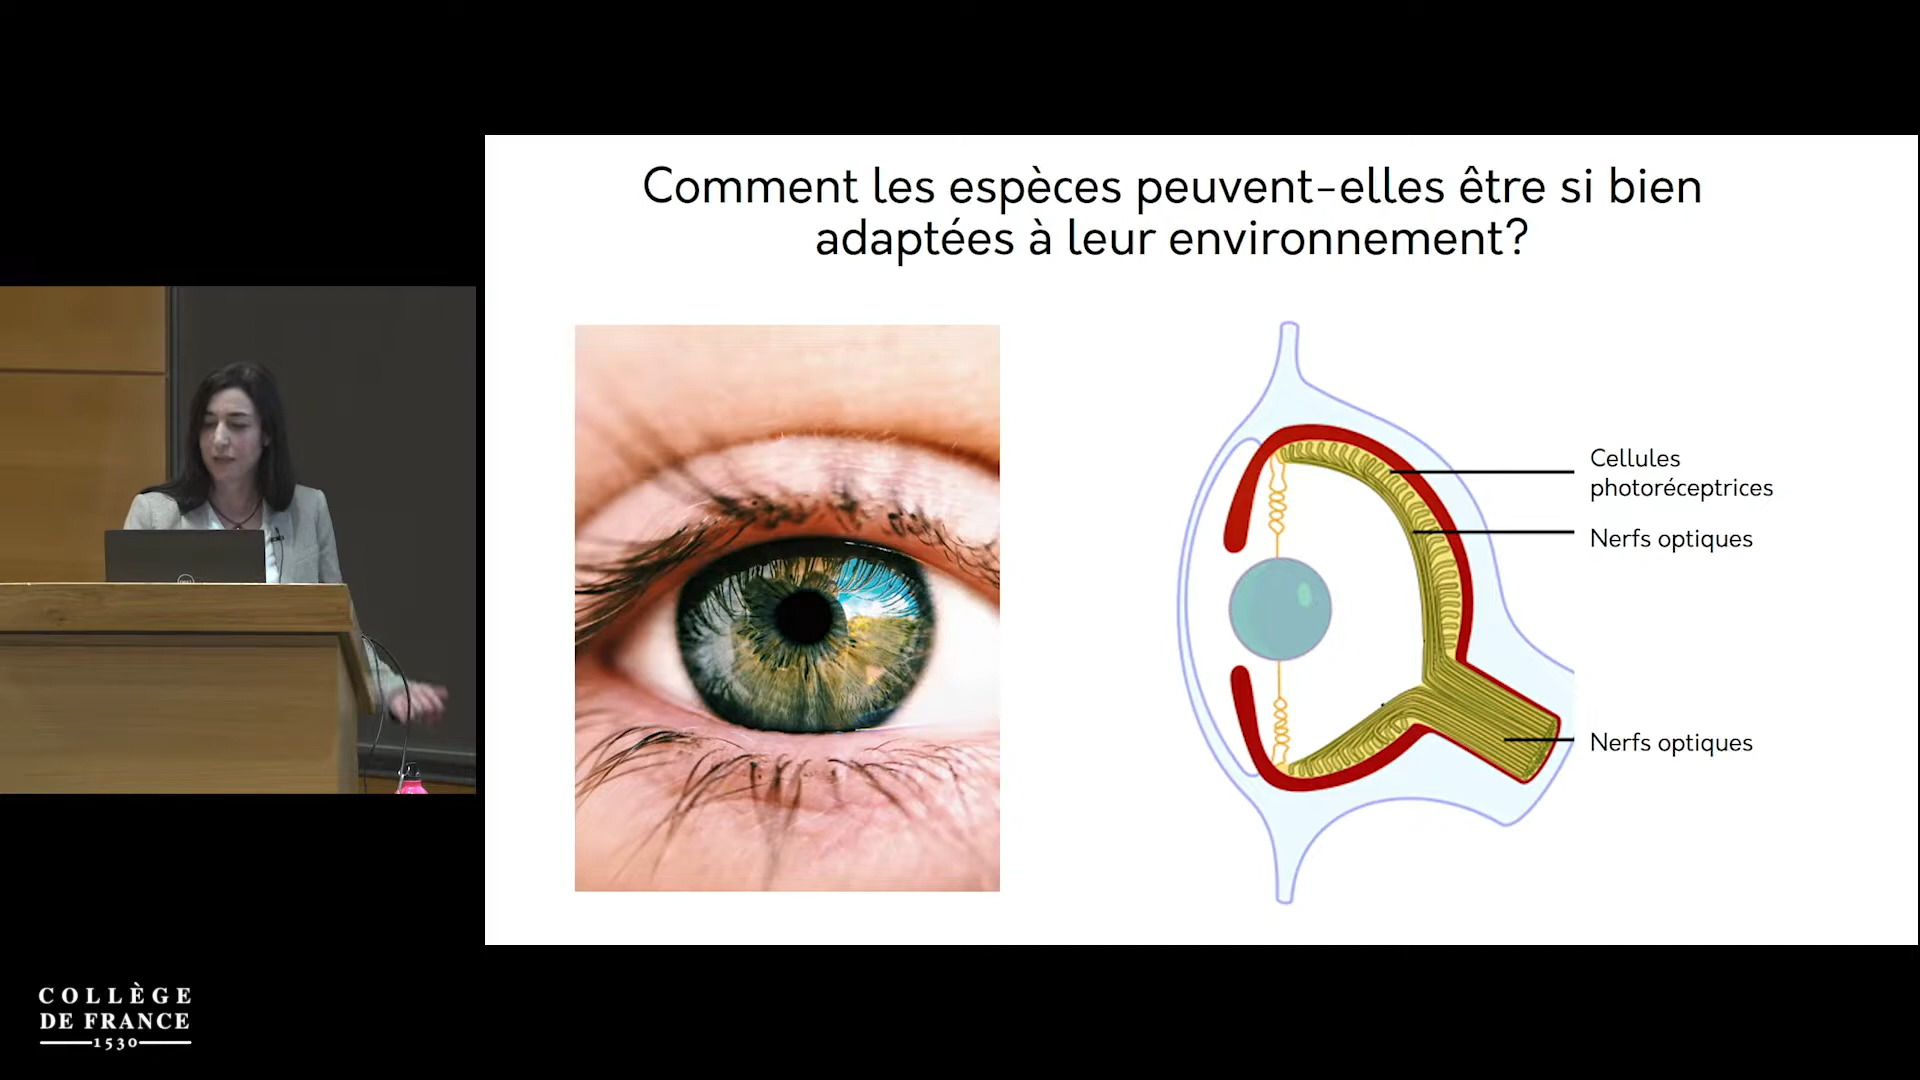 Comment les espèces peuvent-elles être si bien
adaptées à leur environnement?
Cellules
photoréceptrices
Nerfs optiques
Nerfs optiques
COLLÈGE
DE FRANCE
1530